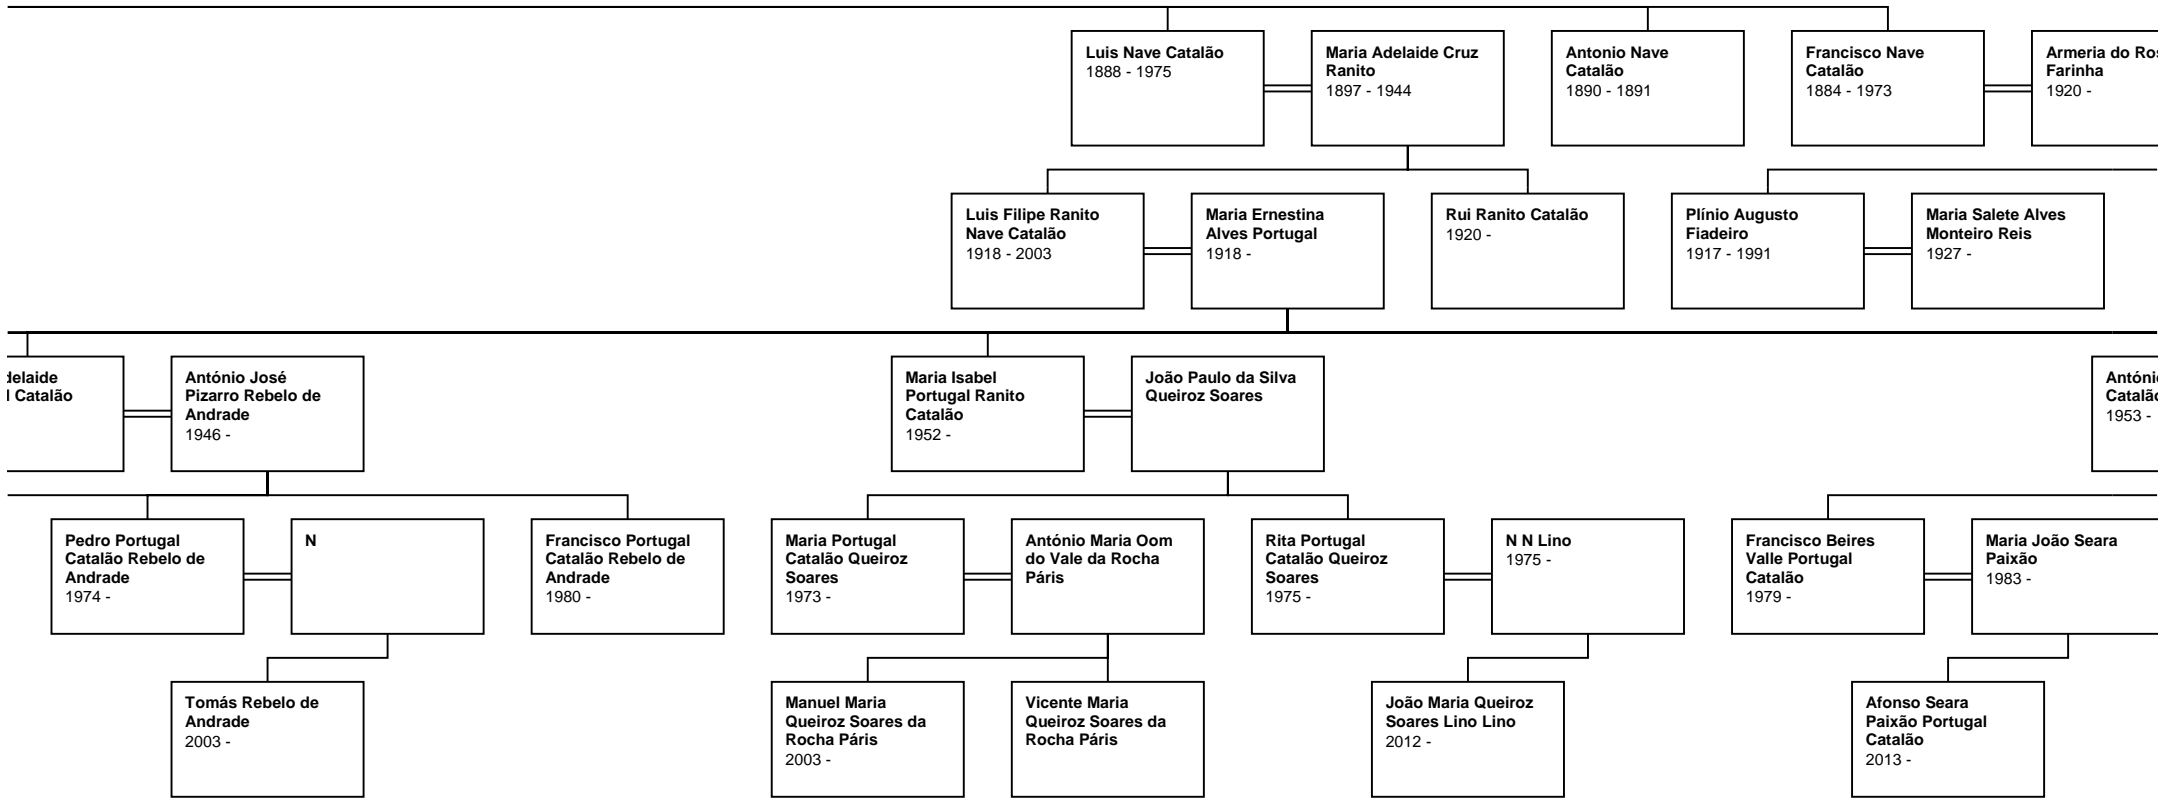 Luis Nave Catalão
1888 - 1975
Maria Adelaide Cruz
Ranito
1897 - 1944
Antonio Nave
Catalão
1890 - 1891
Francisco Nave
Catalão
1884 - 1973
Armeria do Ros
Farinha
1920 -
Luis Filipe Ranito
Nave Catalão
1918 - 2003
Maria Ernestina
Alves Portugal
1918 -
Rui Ranito Catalão
1920 -
Plínio Augusto
Fiadeiro
1917 - 1991
Maria Salete Alves
Monteiro Reis
1927 -
delaide
l Catalão
António José
Pizarro Rebelo de
Andrade
1946 -
Maria Isabel
Portugal Ranito
Catalão
1952 -
João Paulo da Silva
Queiroz Soares
Antóni
Catalão
1953 -
Pedro Portugal
Catalão Rebelo de
Andrade
1974 -
N
Francisco Portugal
Catalão Rebelo de
Andrade
1980 -
Maria Portugal
Catalão Queiroz
Soares
1973 -
António Maria Oom
do Vale da Rocha
Páris
Rita Portugal
Catalão Queiroz
Soares
1975 -
N N Lino
1975 -
Francisco Beires
Valle Portugal
Catalão
1979 -
Maria João Seara
Paixão
1983 -
Tomás Rebelo de
Andrade
2003 -
Manuel Maria
Queiroz Soares da
Rocha Páris
2003 -
Vicente Maria
Queiroz Soares da
Rocha Páris
João Maria Queiroz
Soares Lino Lino
2012 -
Afonso Seara
Paixão Portugal
Catalão
2013 -